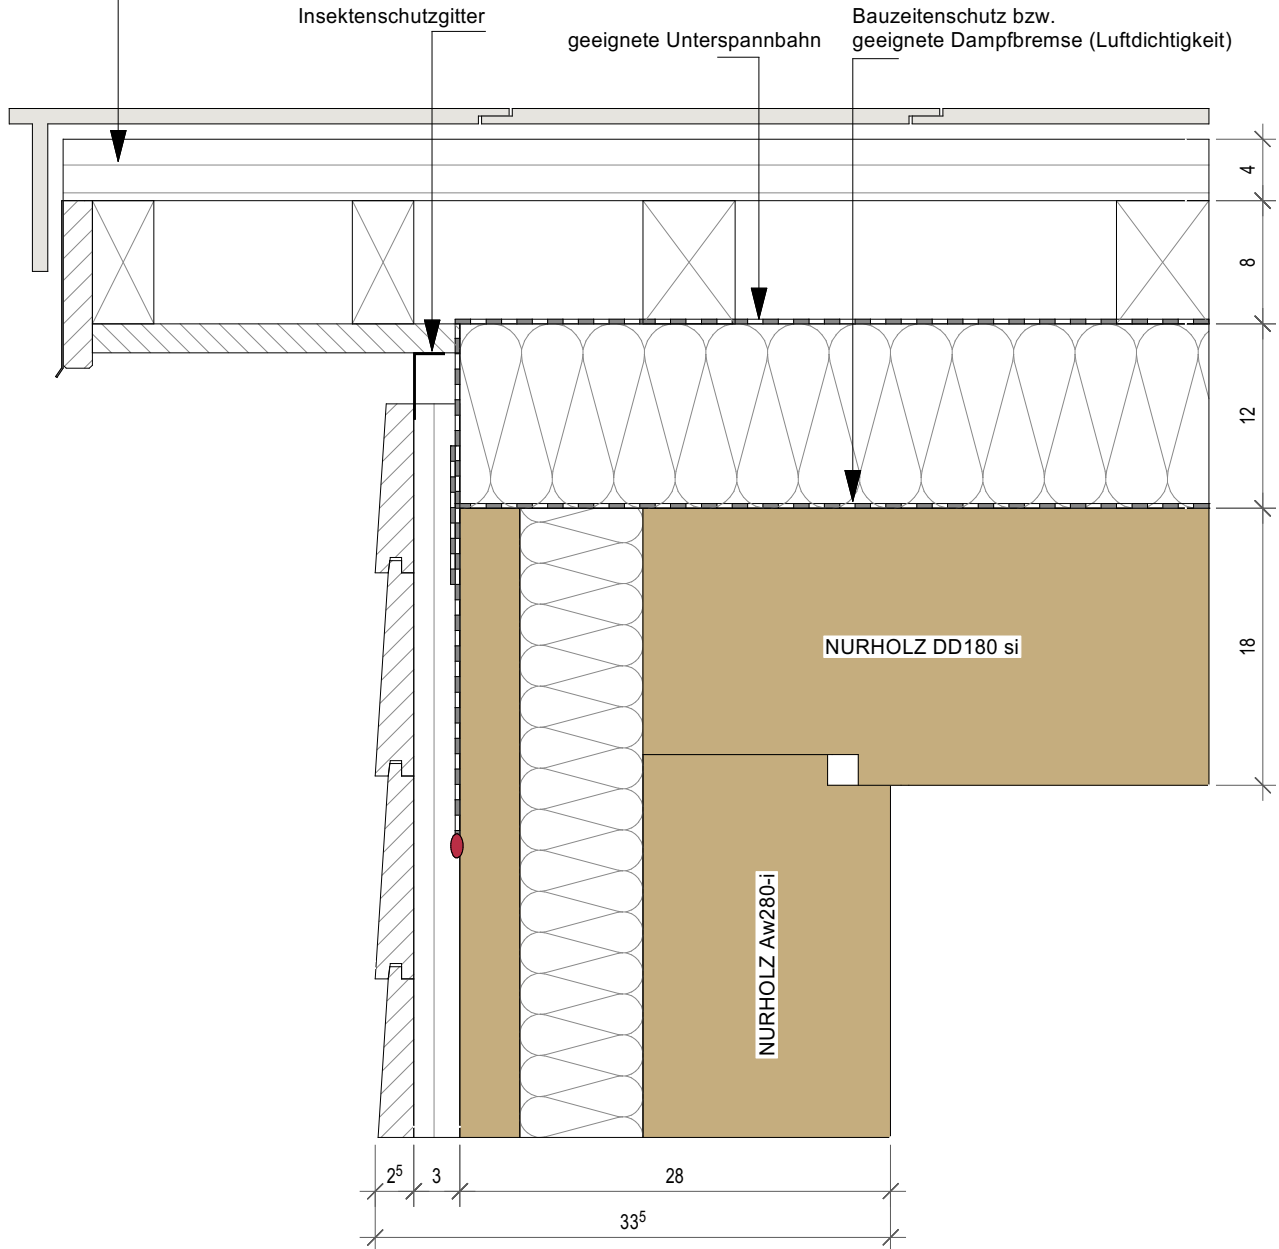 Insektenschutzgitter
geeignete Unterspannbahn
Bauzeitenschutz bzw.
geeignete Dampfbremse (Luftdichtigkeit)
4
8
12
18
NURHOLZ DD180 si
NURHOLZ Aw280-i
2⁵
3
28
33⁵